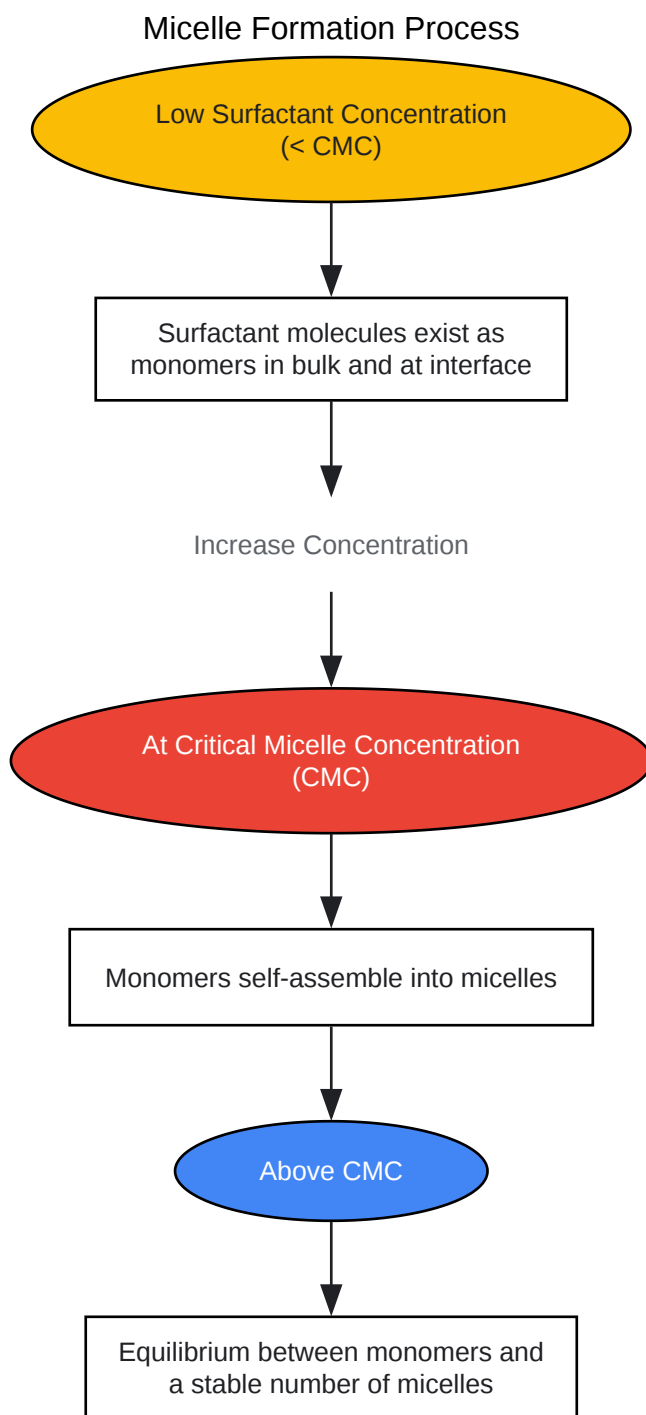 Micelle Formation Process
Low Surfactant Concentration
(< CMC)
Surfactant molecules exist as
monomers in bulk and at interface
Increase Concentration
At Critical Micelle Concentration
(CMC)
Monomers self-assemble into micelles
Above CMC
Equilibrium between monomers and
a stable number of micelles